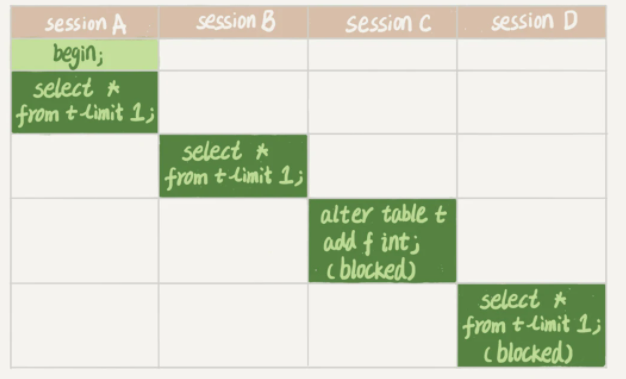 session A
session B
session C
session D
begin;
select *
from t limit 1;
select *
from t limit 1;
alter table t
add f int;
(blocked)
select *
from t limit 1;
(blocked)